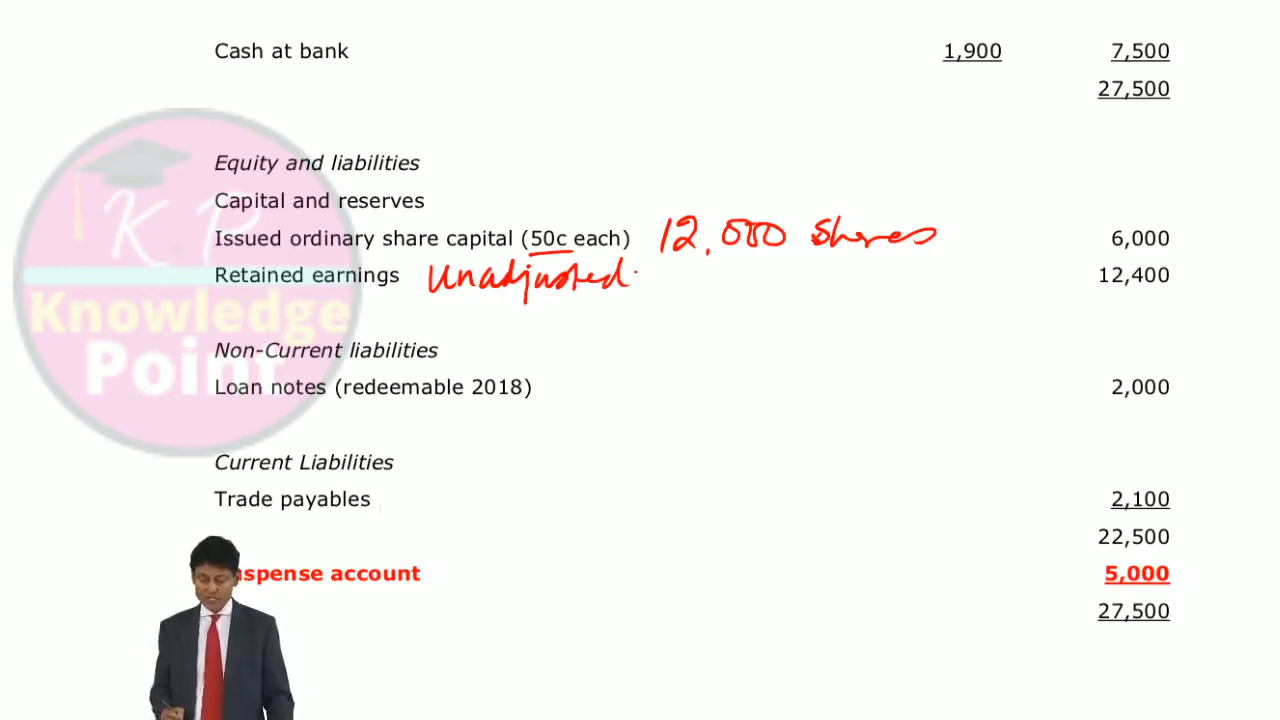 Cash at bank 1,900 7,500
27,500
Equity and liabilities
Capital and reserves
Issued ordinary share capital (50c each) 12,000 shares 6,000
Retained earnings Unadjusted. 12,400
Non-Current liabilities
Loan notes (redeemable 2018) 2,000
Current Liabilities
Trade payables 2,100
22,500
spense account 5,000
27,500
K.P
Knowledge
Point